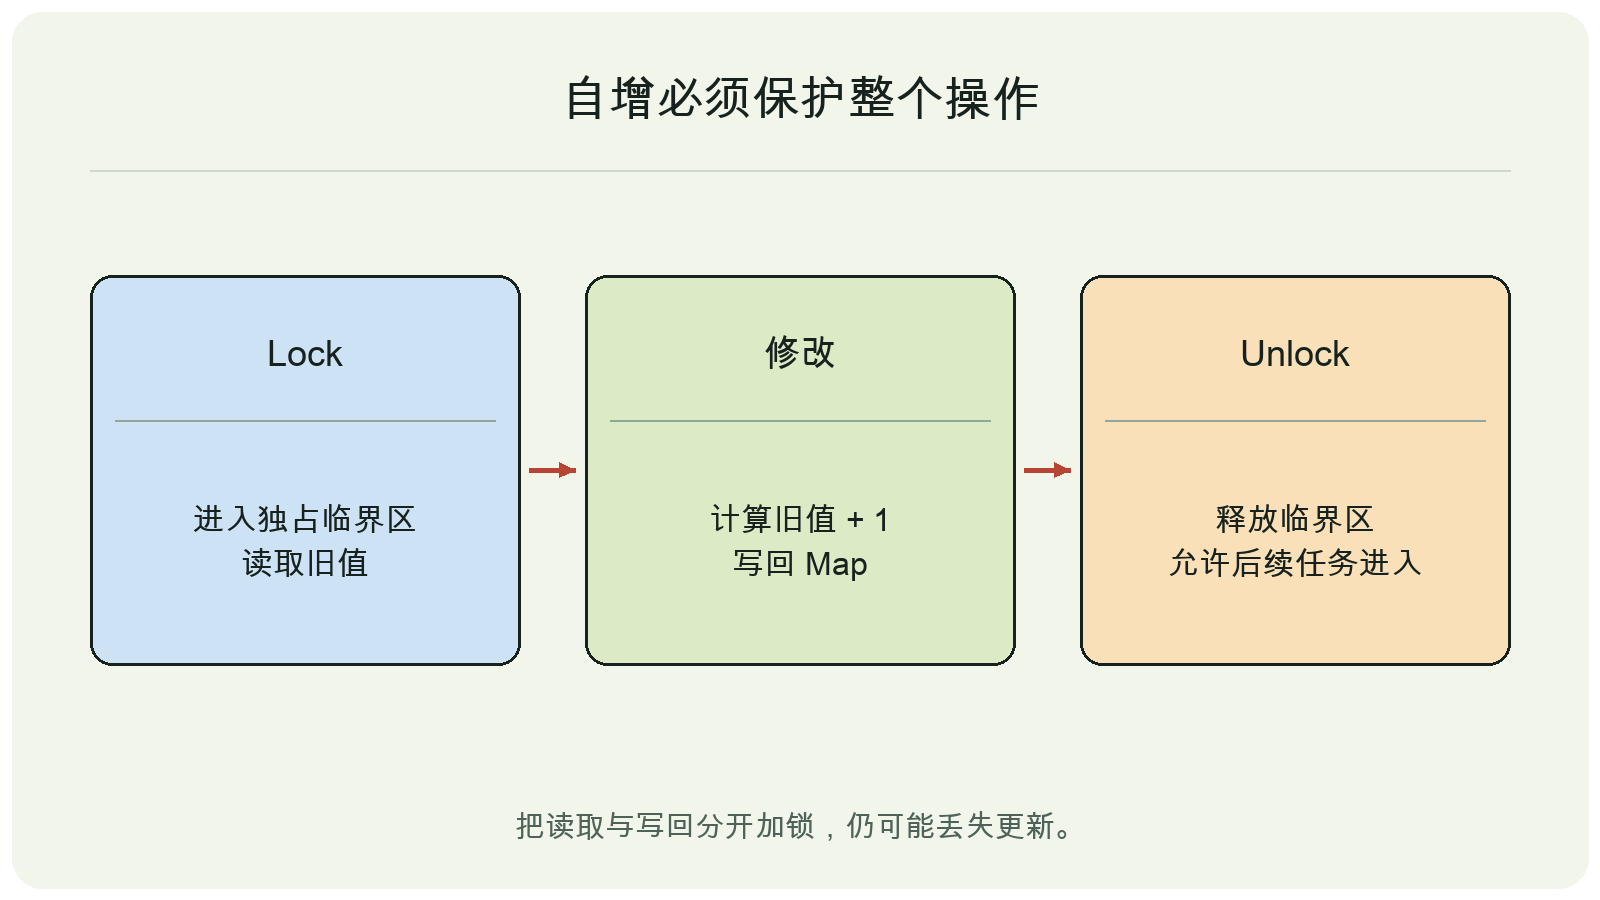 自增必须保护整个操作
Lock
进入独占临界区
读取旧值
修改
计算旧值 + 1
写回 Map
Unlock
释放临界区
允许后续任务进入
把读取与写回分开加锁，仍可能丢失更新。